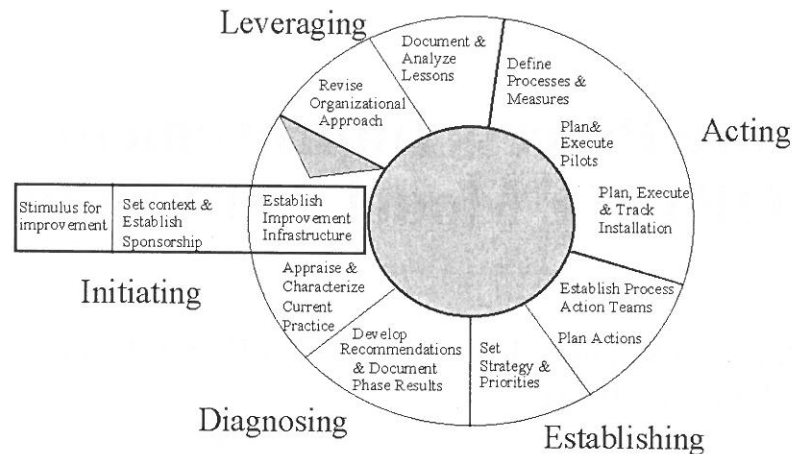 Leveraging
Document &
Analyze
Lessons
Revise
Organizational
Approach
Define
Processes &
Measures
Plan&
Execute
Pilots
Plan, Execute
& Track
Installation
Acting
Stimulus for
improvement
Set context &
Establish
Sponsorship
Establish
Improvement
Infrastructure
Initiating
Appraise &
Characterize
Current
Practice
Develop
Recommendations
& Document
Phase Results
Diagnosing
Set
Strategy &
Priorities
Establish Process
Action Teams
Plan Actions
Establishing